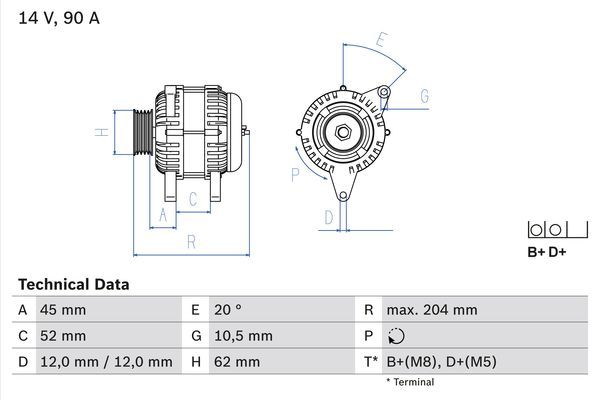 14 V, 90 A
E
G
H
P
A
C
D
R
B+ D+
Technical Data
A 45 mm E 20 ° R max. 204 mm
C 52 mm G 10,5 mm P
D 12,0 mm / 12,0 mm H 62 mm T* B+(M8), D+(M5)
* Terminal